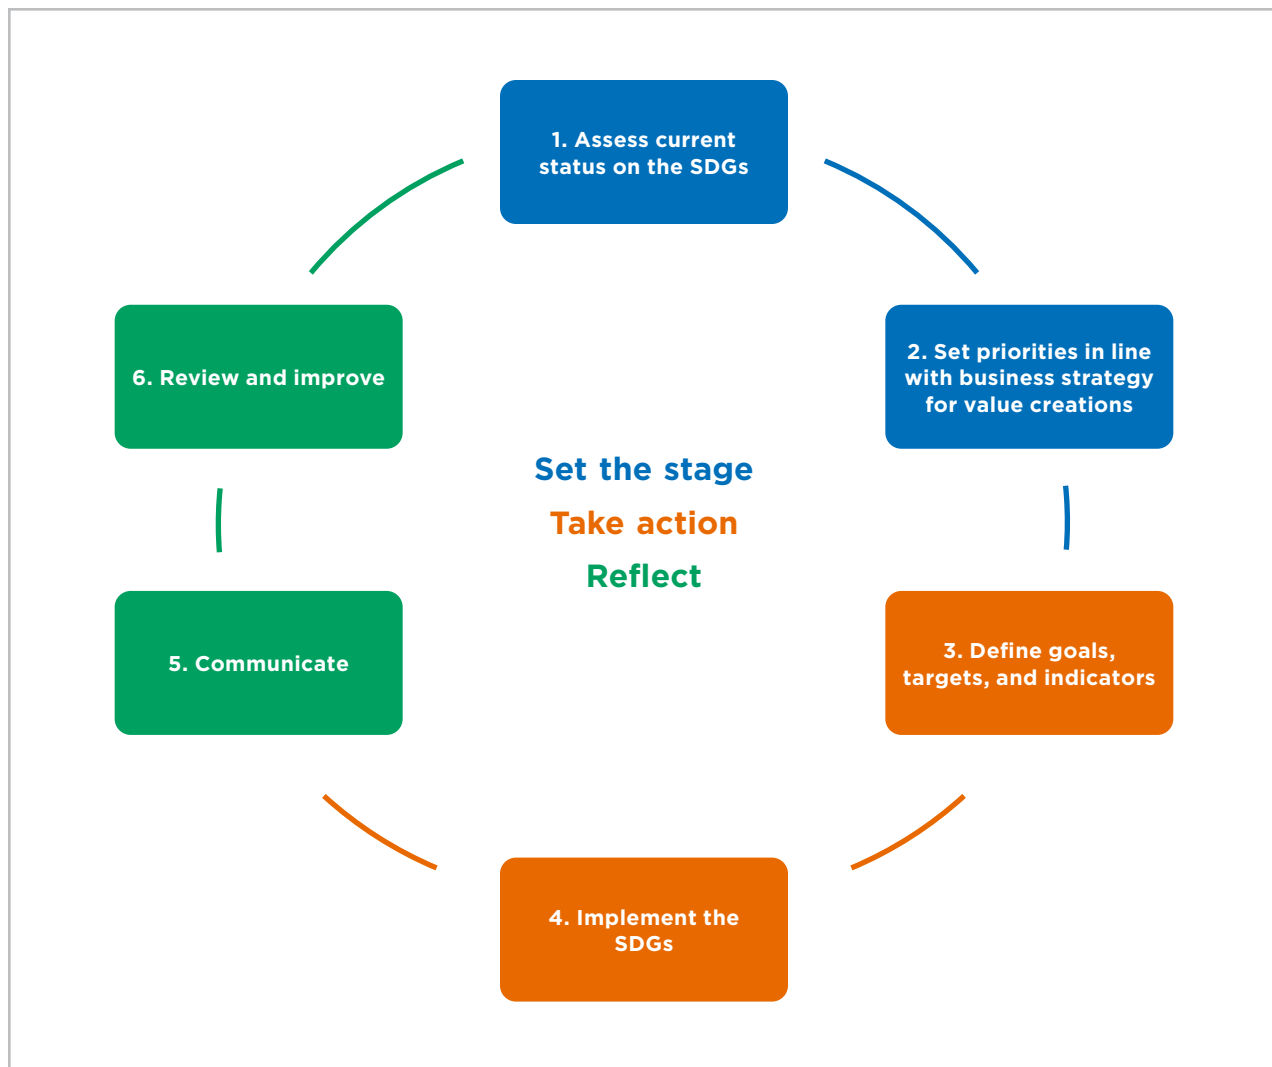 1. Assess current
status on the SDGs
2. Set priorities in line
with business strategy
for value creations
3. Define goals,
targets, and indicators
4. Implement the
SDGs
5. Communicate
6. Review and improve
Set the stage
Take action
Reflect